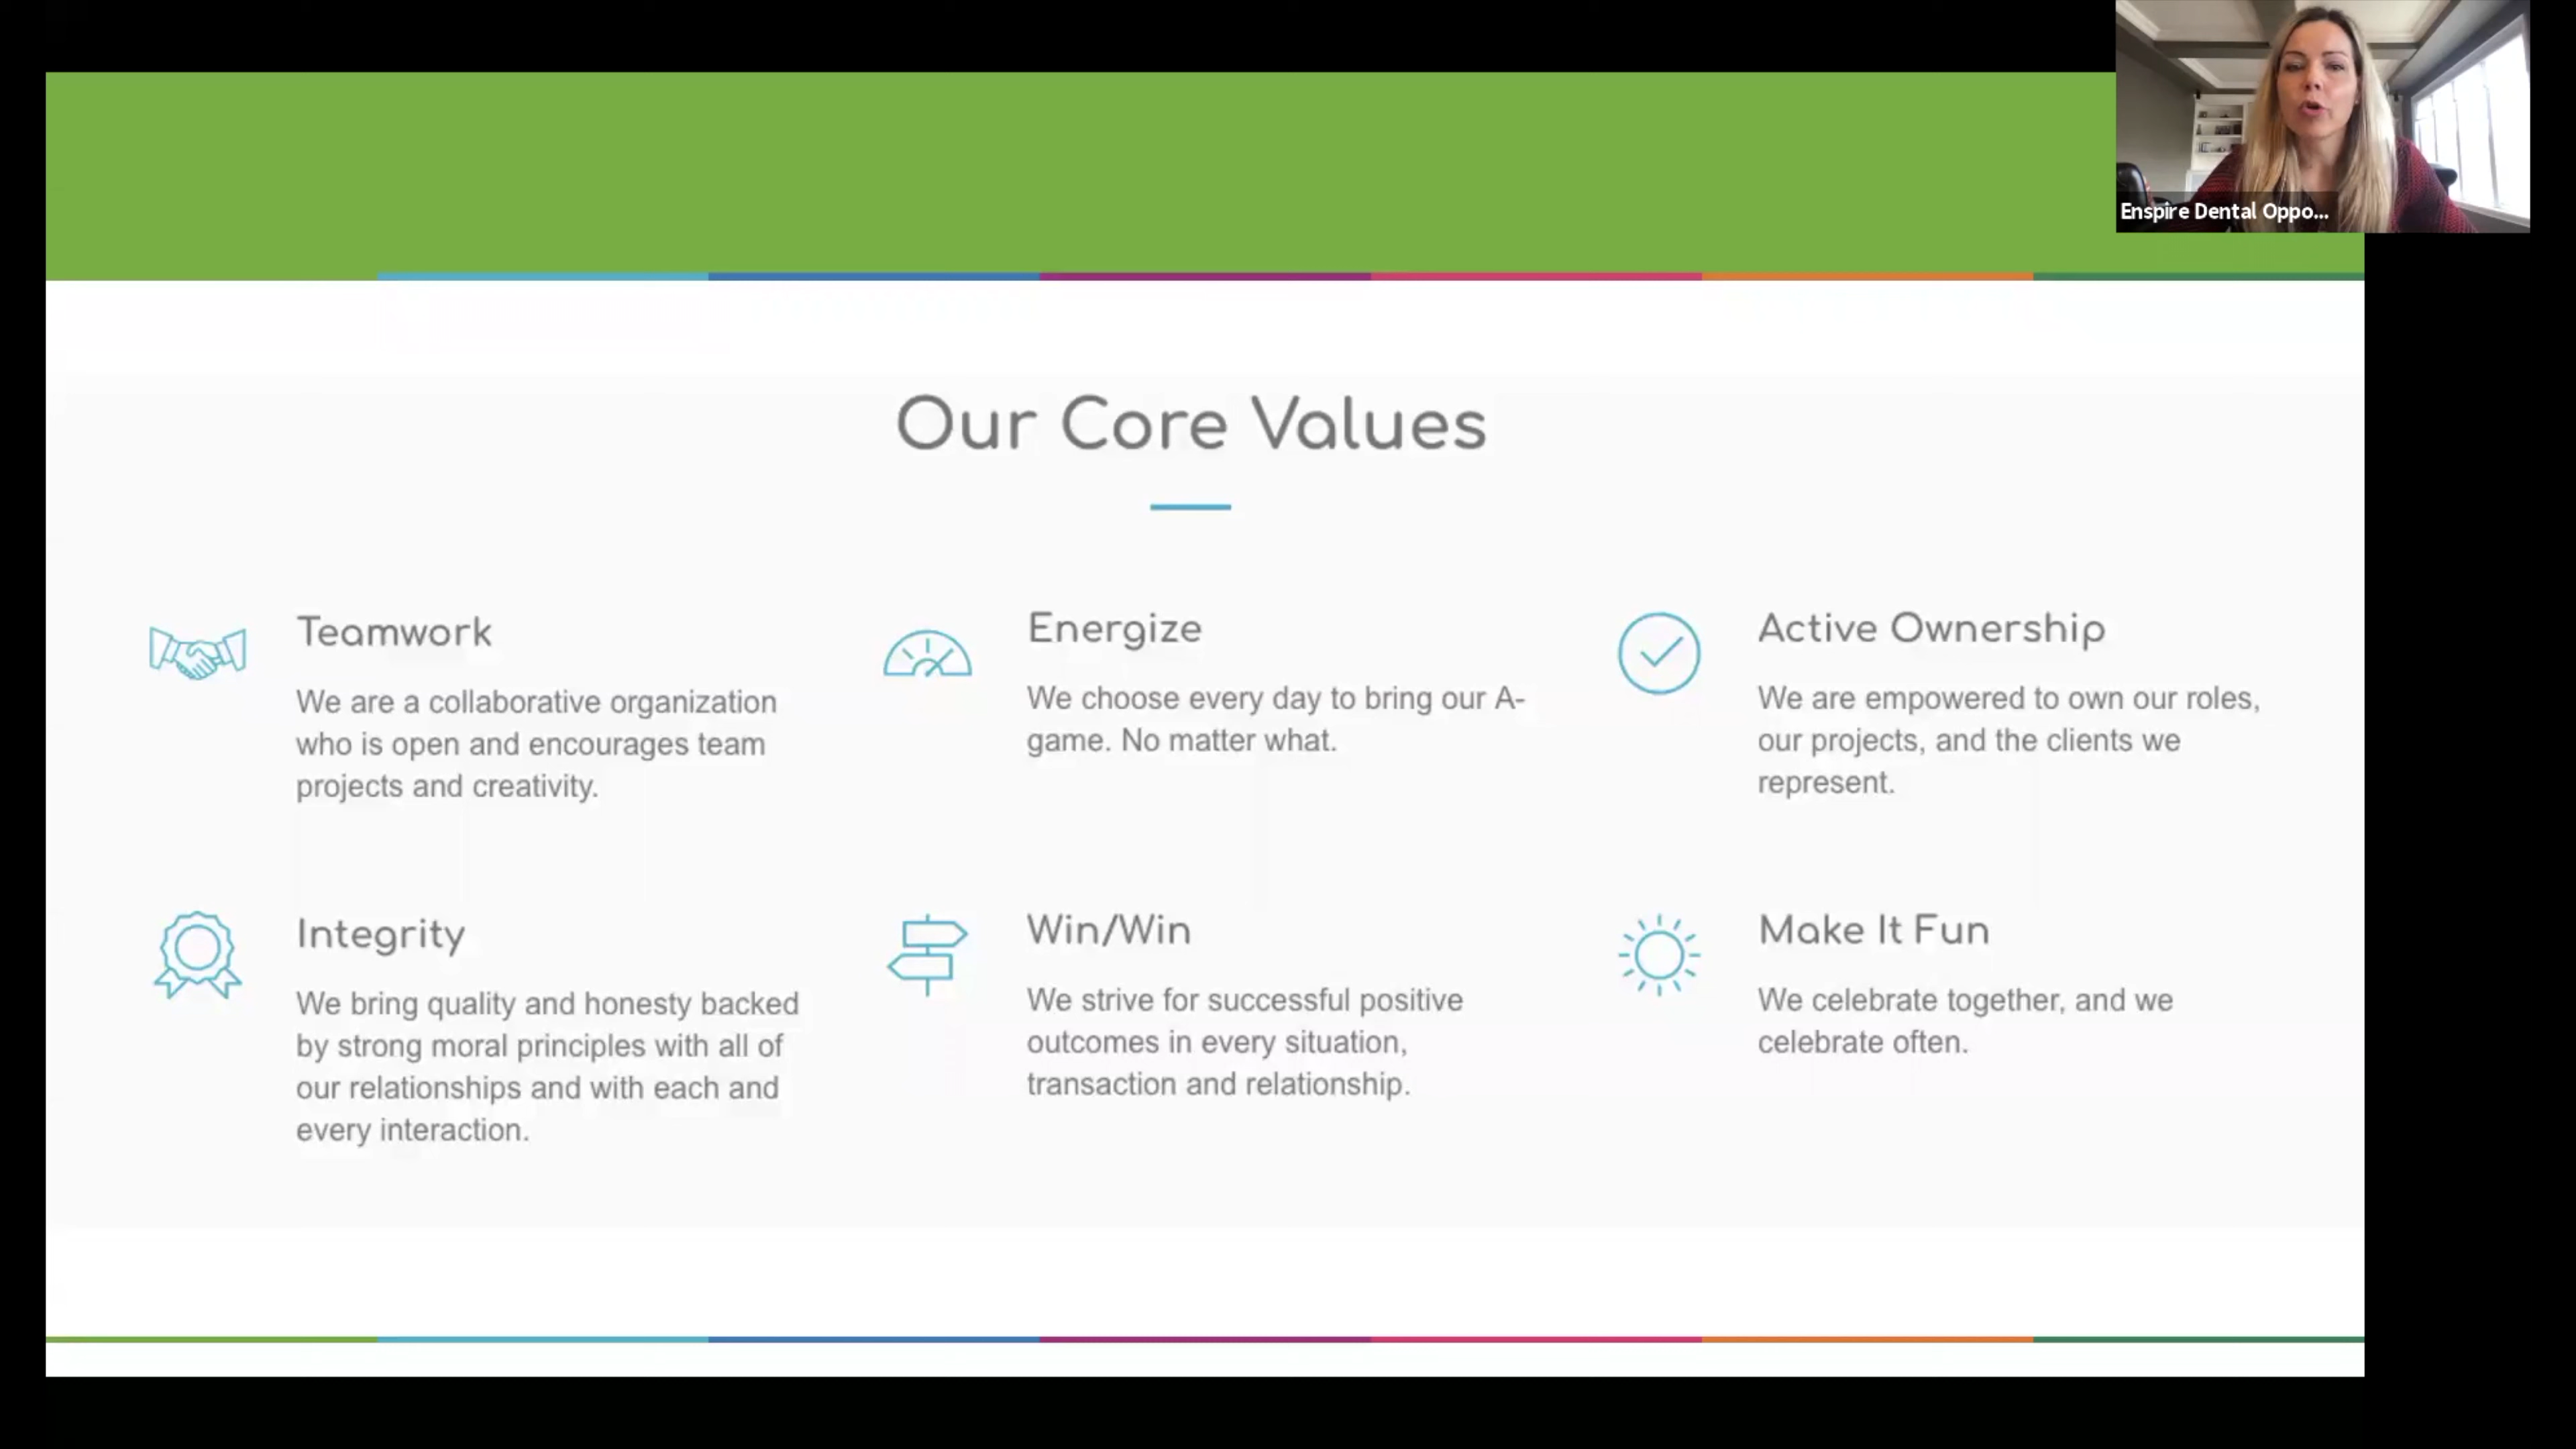 Enspire Dental Oppo...
Our Core Values
Teamwork
We are a collaborative organization
who is open and encourages team
projects and creativity.
Energize
We choose every day to bring our A-
game. No matter what.
Active Ownership
We are empowered to own our roles,
our projects, and the clients we
represent.
Integrity
We bring quality and honesty backed
by strong moral principles with all of
our relationships and with each and
every interaction.
Win/Win
We strive for successful positive
outcomes in every situation,
transaction and relationship.
Make It Fun
We celebrate together, and we
celebrate often.